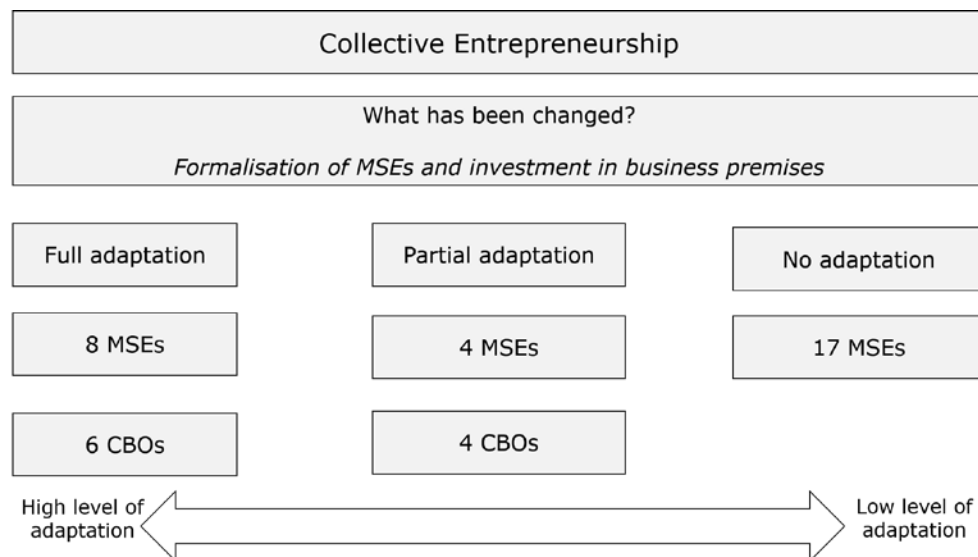 Collective Entrepreneurship
What has been changed?
Formalisation of MSEs and investment in business premises
Full adaptation
Partial adaptation
No adaptation
8 MSEs
4 MSEs
17 MSEs
6 CBOs
4 CBOs
High level of
adaptation
Low level of
adaptation